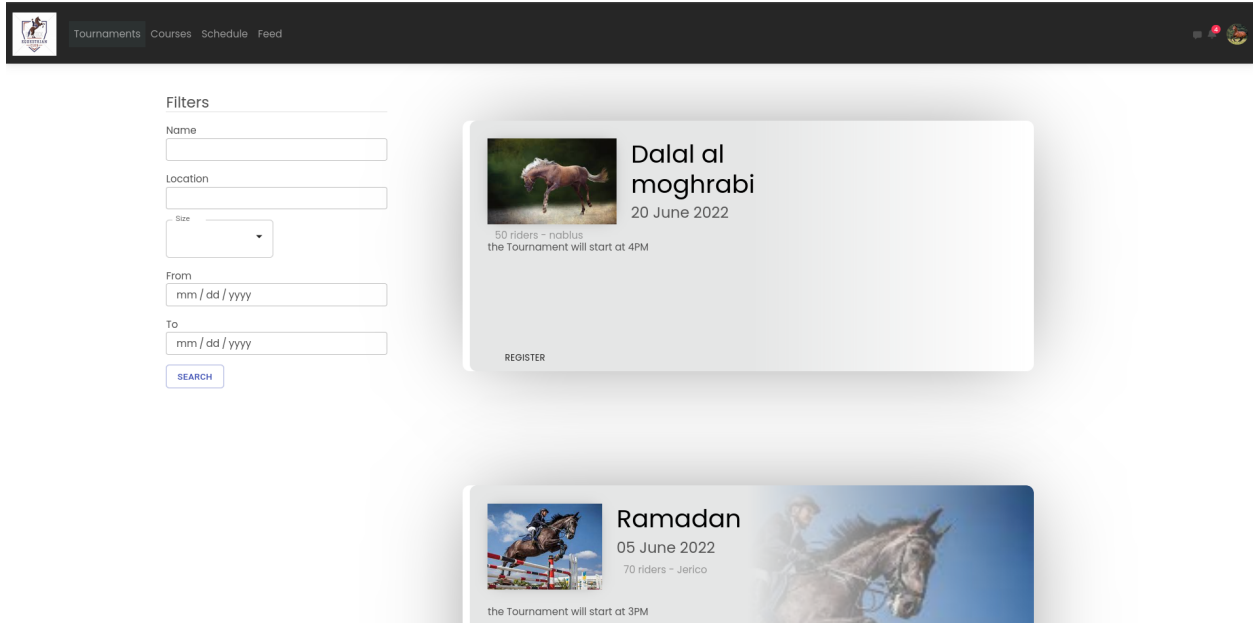 EQUESTRIAN
Tournaments Courses Schedule Feed
4
Filters
Name
Location
Size
From
mm / dd / yyyy
To
mm / dd / yyyy
SEARCH
Dalal al
moghrabi
20 June 2022
50 riders - nablus
the Tournament will start at 4PM
REGISTER
Ramadan
05 June 2022
70 riders - Jerico
the Tournament will start at 3PM